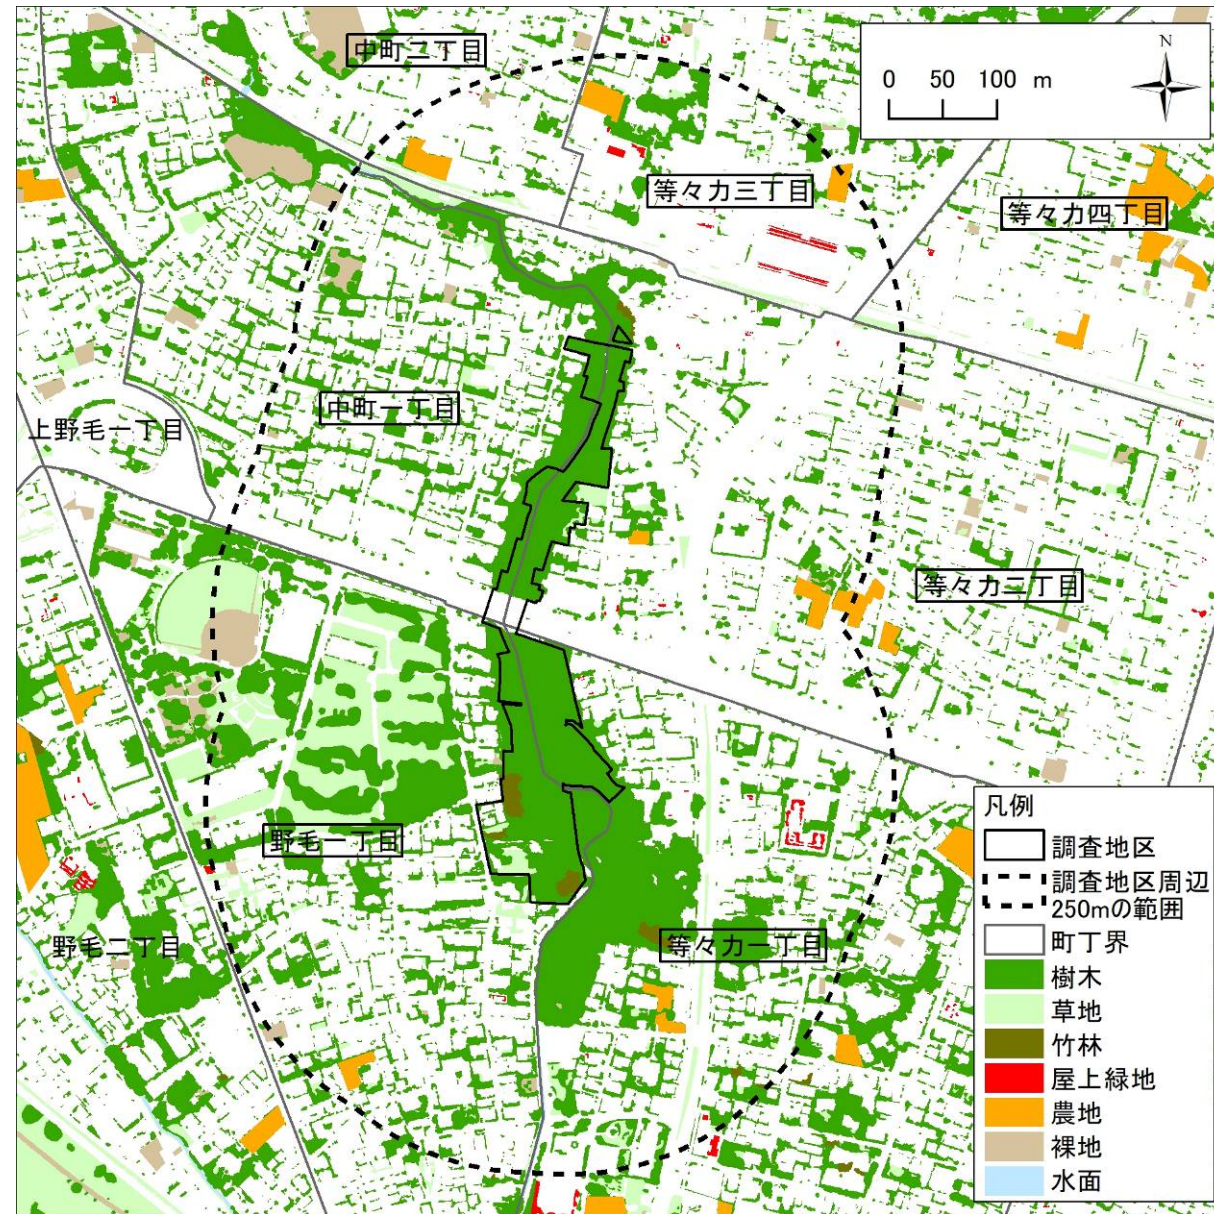 中町二丁目
0 50 100 m
N
等々力三丁目
等々力四丁目
中町一丁目
上野毛一丁目
等々力二丁目
野毛一丁目
野毛二丁目
等々力一丁目
凡例
調査地区
調査地区周辺
250mの範囲
町丁界
樹木
草地
竹林
屋上緑地
農地
裸地
水面